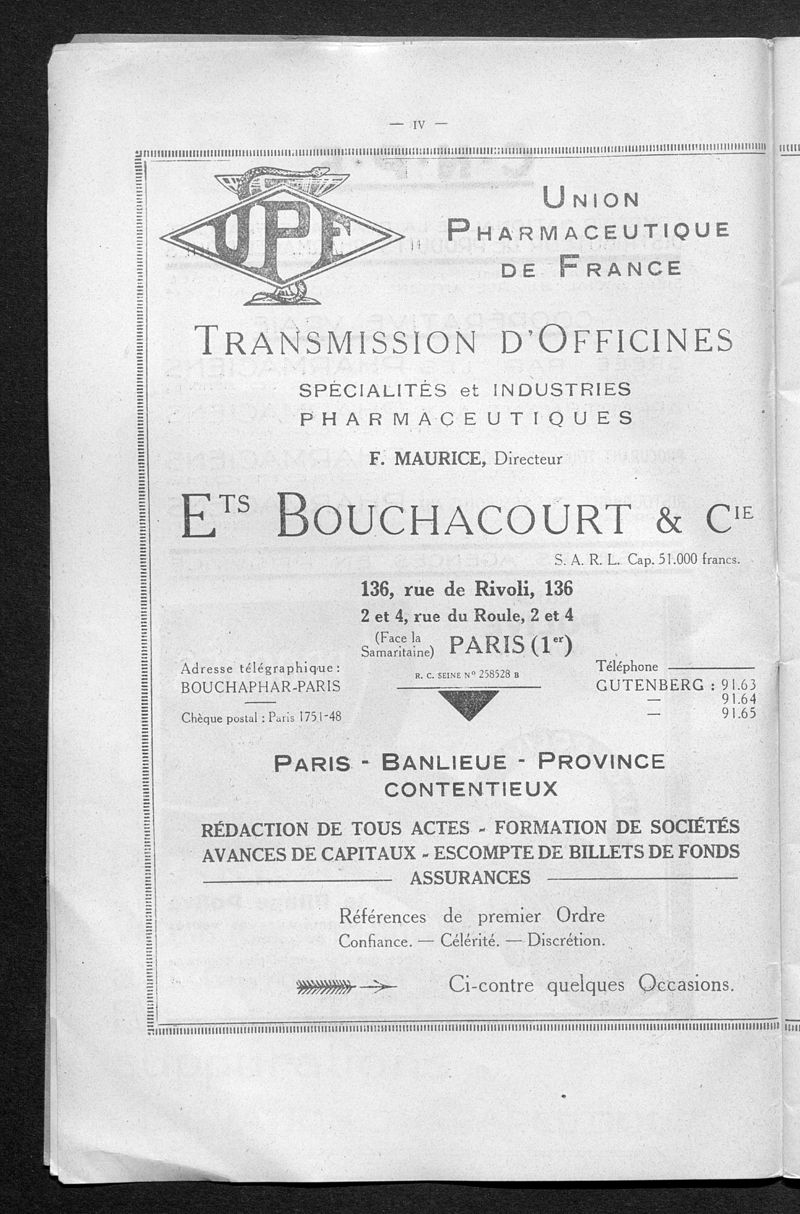 — IV —
UPF
UNION
PHARMACEUTIQUE
DE FRANCE
TRANSMISSION D'OFFICINES
SPÉCIALITÉS et INDUSTRIES
PHARMACEUTIQUES
F. MAURICE, Directeur
ETS BOUCHACOURT & CIE
S. A. R. L. Cap. 51.000 francs.
136, rue de Rivoli, 136
2 et 4, rue du Roule, 2 et 4
(Face la Samaritaine) PARIS (1er)
R. C. SEINE No 258528 B
Adresse télégraphique :
BOUCHAPHAR-PARIS
Chèque postal : Paris 1751-48
Téléphone
GUTENBERG : 91.63
— 91.64
— 91.65
PARIS - BANLIEUE - PROVINCE
CONTENTIEUX
RÉDACTION DE TOUS ACTES - FORMATION DE SOCIÉTÉS
AVANCES DE CAPITAUX - ESCOMPTE DE BILLETS DE FONDS
ASSURANCES
Références de premier Ordre
Confiance. — Célérité. — Discrétion.
Ci-contre quelques Occasions.